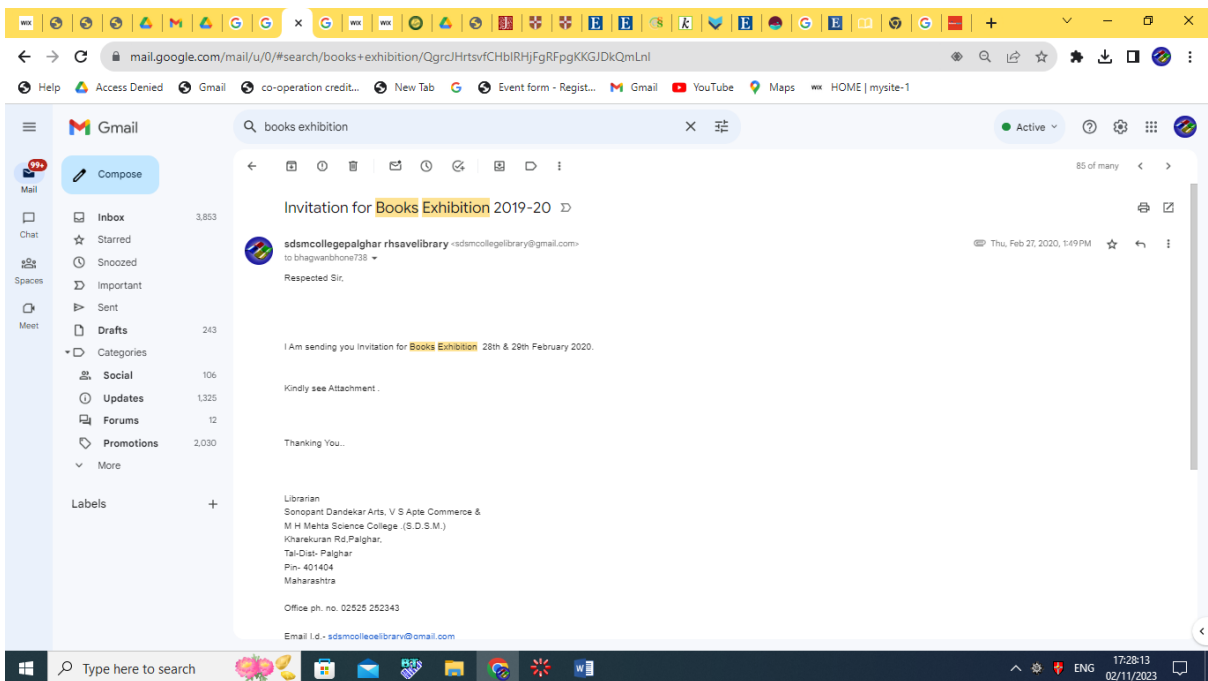 mail.google.com/mail/u/0/#search/books+exhibition/QgrcJHrtsvfCHblRHjFgRFpgKKGJDkQmLnl
Help Access Denied Gmail co-operation credit... New Tab Event form - Regist... Gmail YouTube Maps HOME | mysite-1
Gmail
books exhibition
Active
99+
Mail
Chat
Spaces
Meet
Compose
Inbox 3,853
Starred
Snoozed
Important
Sent
Drafts 243
Categories
Social 106
Updates 1,325
Forums 12
Promotions 2,030
More
Labels +
85 of many
Invitation for Books Exhibition 2019-20
sdsmcollegepalghar rhsavelibrary <sdsmcollegelibrary@gmail.com>
Thu, Feb 27, 2020, 1:49 PM
to bhagwanbhone738
Respected Sir,
I Am sending you Invitation for Books Exhibition 28th & 29th February 2020.
Kindly see Attachment .
Thanking You..
Librarian
Sonopant Dandekar Arts, V S Apte Commerce &
M H Mehta Science College .(S.D.S.M.)
Kharekuran Rd,Palghar,
Tal-Dist- Palghar
Pin- 401404
Maharashtra
Office ph. no. 02525 252343
Email I.d.- sdsmcollegelibrary@gmail.com
Type here to search
ENG
17:28:13
02/11/2023